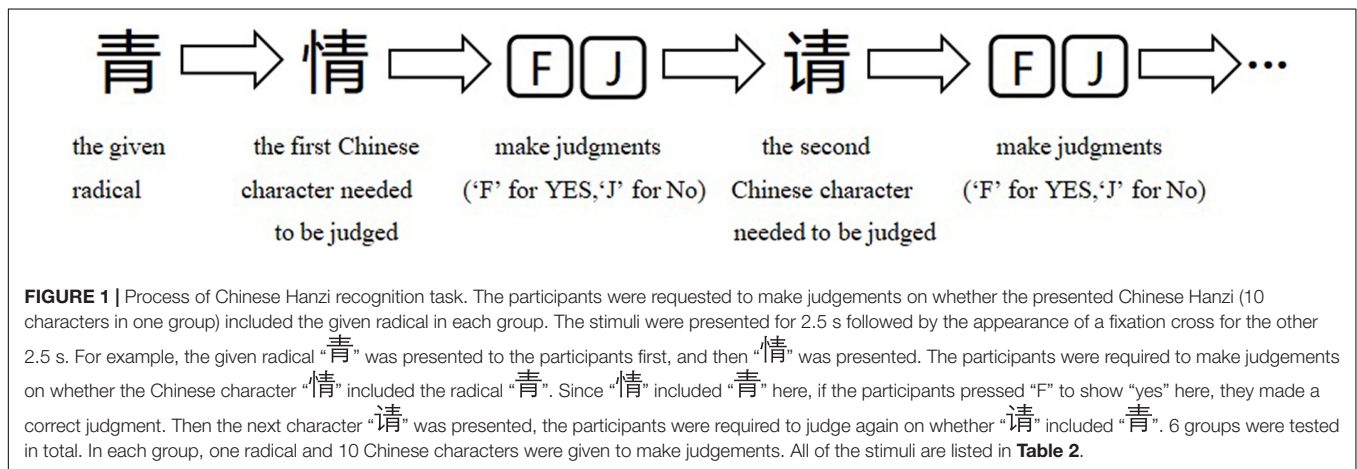 青 情 F J 请 F J ...
the given the first Chinese make judgments the second make judgments
radical character needed (‘F’ for YES,‘J’ for No) Chinese character (‘F’ for YES,‘J’ for No)
to be judged needed to be judged
FIGURE 1 | Process of Chinese Hanzi recognition task. The participants were requested to make judgements on whether the presented Chinese Hanzi (10
characters in one group) included the given radical in each group. The stimuli were presented for 2.5 s followed by the appearance of a fixation cross for the other
2.5 s. For example, the given radical “青” was presented to the participants first, and then “情” was presented. The participants were required to make judgements
on whether the Chinese character “情” included the radical “青”. Since “情” included “青” here, if the participants pressed “F” to show “yes” here, they made a
correct judgment. Then the next character “请” was presented, the participants were required to judge again on whether “请” included “青”. 6 groups were tested
in total. In each group, one radical and 10 Chinese characters were given to make judgements. All of the stimuli are listed in Table 2.